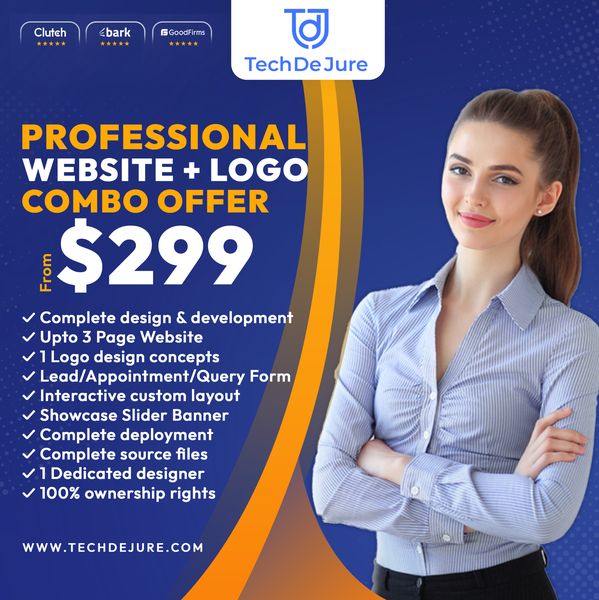 Clutch
bark
GoodFirms
TechDeJure
PROFESSIONAL
WEBSITE + LOGO
COMBO OFFER
From
$299
Complete design & development
Upto 3 Page Website
1 Logo design concepts
Lead/Appointment/Query Form
Interactive custom layout
Showcase Slider Banner
Complete deployment
Complete source files
1 Dedicated designer
100% ownership rights
WWW.TECHDEJURE.COM